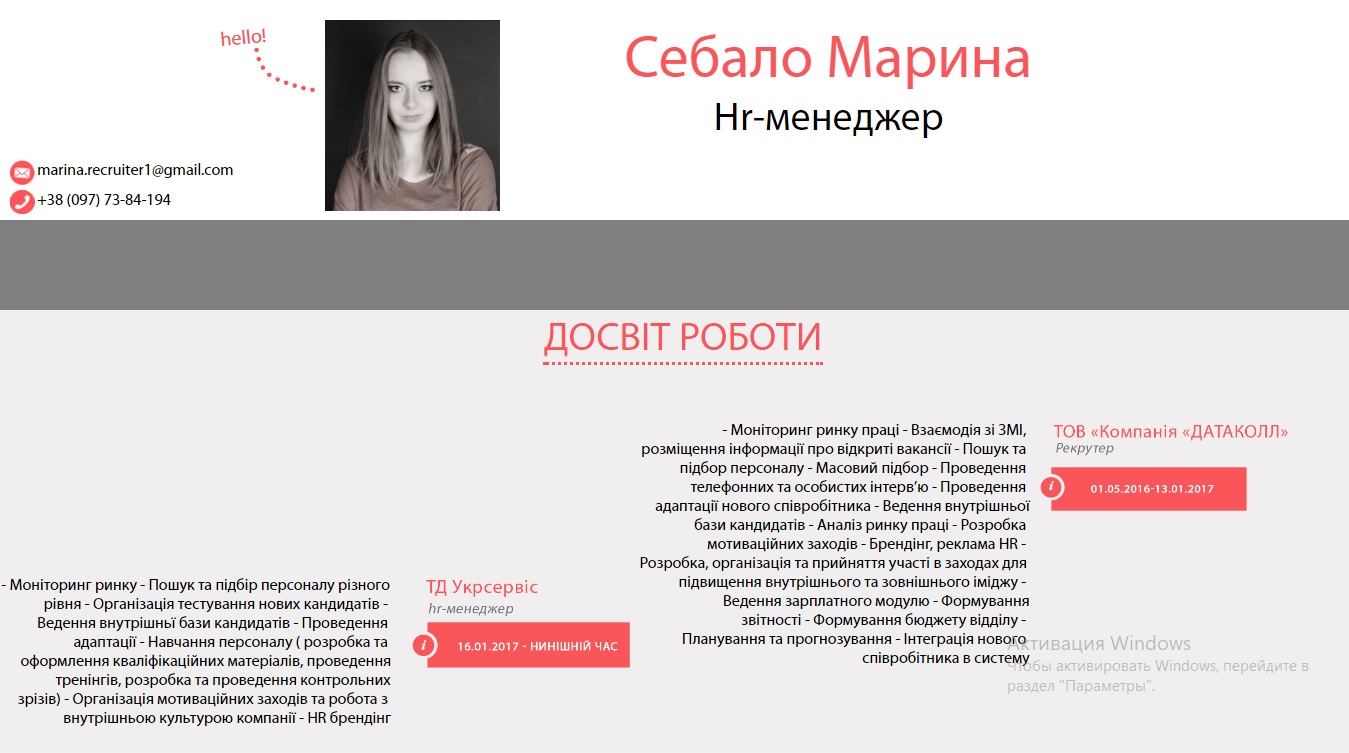 hello!
Себало Марина
Hr-менеджер
marina.recruiter1@gmail.com
+38 (097) 73-84-194
ДОСВІТ РОБОТИ
- Моніторинг ринку праці - Взаємодія зі ЗМІ,
розміщення інформації про відкриті вакансії - Пошук та
підбор персоналу - Масовий підбор - Проведення
телефонних та особистих інтерв’ю - Проведення
адаптації нового співробітника - Ведення внутрішньої
бази кандидатів - Аналіз ринку праці - Розробка
мотиваційних заходів - Брендінг, реклама HR -
Розробка, організація та прийняття участі в заходах для
підвищення внутрішнього та зовнішнього іміджу -
Ведення зарплатного модулю - Формування
звітності - Формування бюджету відділу -
Планування та прогнозування - Інтеграція нового
співробітника в систему
ТОВ «Компанія «ДАТАКОЛЛ»
Рекрутер
01.05.2016-13.01.2017
- Моніторинг ринку - Пошук та підбір персоналу різного
рівня - Організація тестування нових кандидатів -
Ведення внутрішньї бази кандидатів - Проведення
адаптації - Навчання персоналу ( розробка та
оформлення кваліфікаційних матеріалів, проведення
тренінгів, розробка та проведення контрольних
зрізів) - Організація мотиваційних заходів та робота з
внутрішньою культурою компанії - HR брендінг
ТД Укрсервіс
hr-менеджер
16.01.2017 - НИНІШНІЙ ЧАС
Активация Windows
Чтобы активировать Windows, перейдите в
раздел "Параметры".